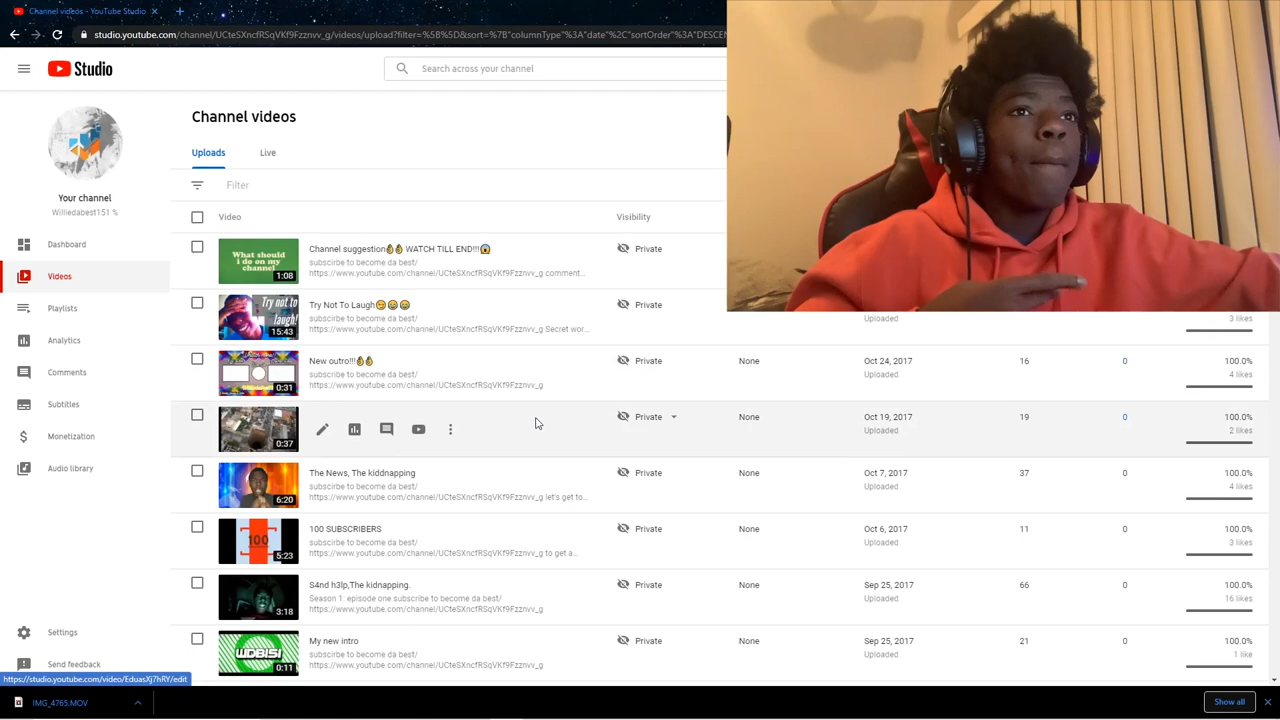 Channel videos - YouTube Studio
studio.youtube.com/channel/UCteSXncfRSqVKf9Fzznvv_g/videos/upload?filter=%5B%5D&sort=%7B"columnType"%3A"date"%2C"sortOrder"%3A"DESCEN
Studio
Search across your channel
Your channel
Williedabest151 %
Dashboard
Videos
Playlists
Analytics
Comments
Subtitles
Monetization
Audio library
Settings
Send feedback
Channel videos
Uploads Live
Filter
Video Visibility
What should
i do on my
channel
1:08
Channel suggestion👌👌 WATCH TILL END!!!😱
subscribe to become da best/
https://www.youtube.com/channel/UCteSXncfRSqVKf9Fzznvv_g comment...
Private
Try not to
laugh!
15:43
Try Not To Laugh😏😂😂
subscirbe to become da best/
https://www.youtube.com/channel/UCteSXncfRSqVKf9Fzznvv_g Secret wor...
Private
Uploaded
3 likes
0:31
New outro!!!👌👌
subscirbe to become da best/
https://www.youtube.com/channel/UCteSXncfRSqVKf9Fzznvv_g
Private None Oct 24, 2017 16 0 100.0%
Uploaded 4 likes
0:37
Private None Oct 19, 2017 19 0 100.0%
Uploaded 2 likes
6:20
The News, The kiddnapping
subscirbe to become da best/
https://www.youtube.com/channel/UCteSXncfRSqVKf9Fzznvv_g let's get to...
Private None Oct 7, 2017 37 0 100.0%
Uploaded 4 likes
100
5:23
100 SUBSCRIBERS
subscirbe to become da best/
https://www.youtube.com/channel/UCteSXncfRSqVKf9Fzznvv_g to get a...
Private None Oct 6, 2017 11 0 100.0%
Uploaded 3 likes
3:18
S4nd h3lp,The kidnapping.
Season 1: episode one subscribe to become da best/
https://www.youtube.com/channel/UCteSXncfRSqVKf9Fzznvv_g
Private None Sep 25, 2017 66 0 100.0%
Uploaded 16 likes
WDB151
0:11
My new intro
subscirbe to become da best/
https://www.youtube.com/channel/UCteSXncfRSqVKf9Fzznvv_g
Private None Sep 25, 2017 21 0 100.0%
Uploaded 1 like
https://studio.youtube.com/video/EduasXj7hRY/edit
IMG_4765.MOV
Show all